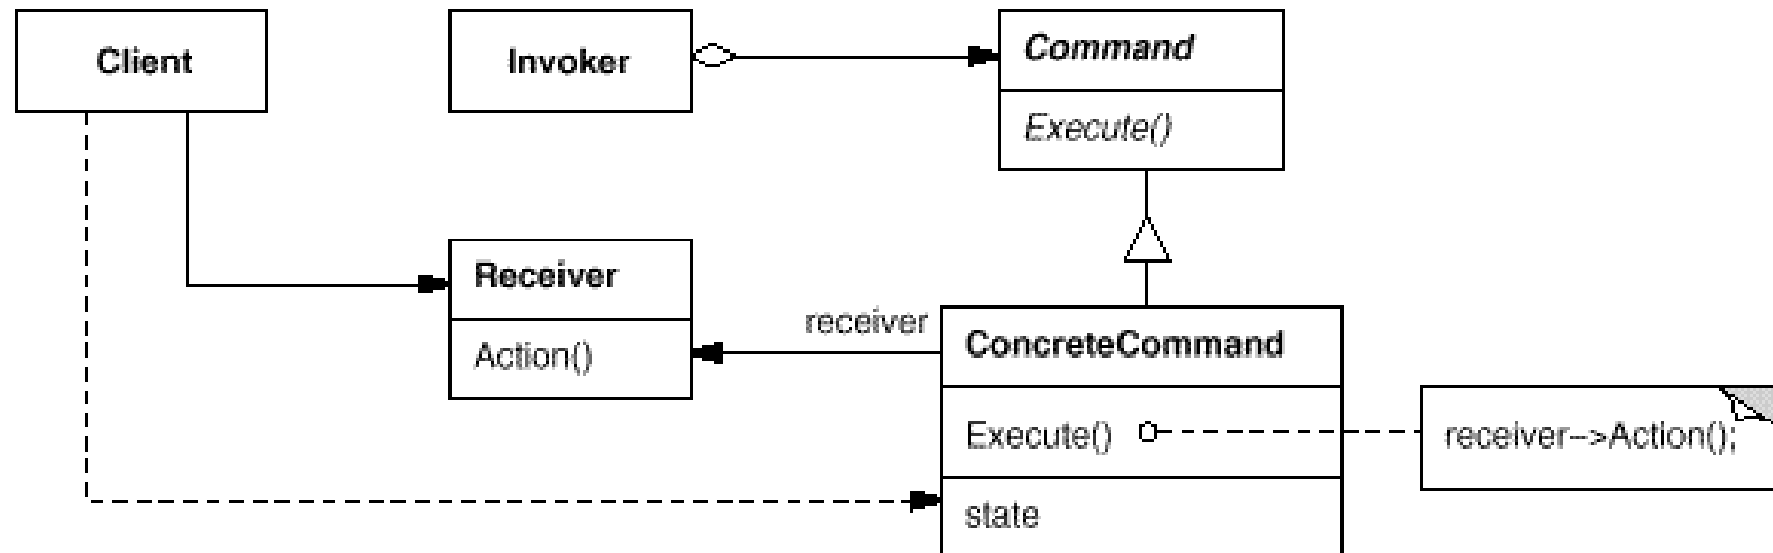 Client
Invoker
Command
Execute()
Receiver
Action()
receiver
ConcreteCommand
Execute()
receiver-->Action();
state